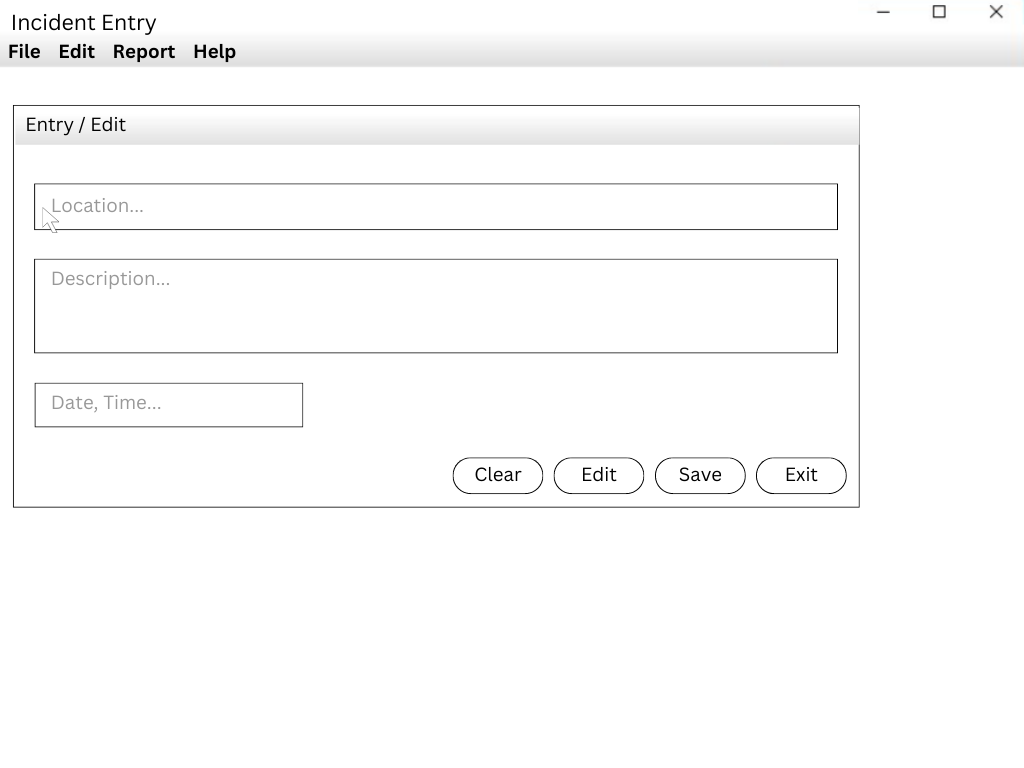 Incident Entry
File Edit Report Help
Entry / Edit
Location...
Description...
Date, Time...
Clear Edit Save Exit